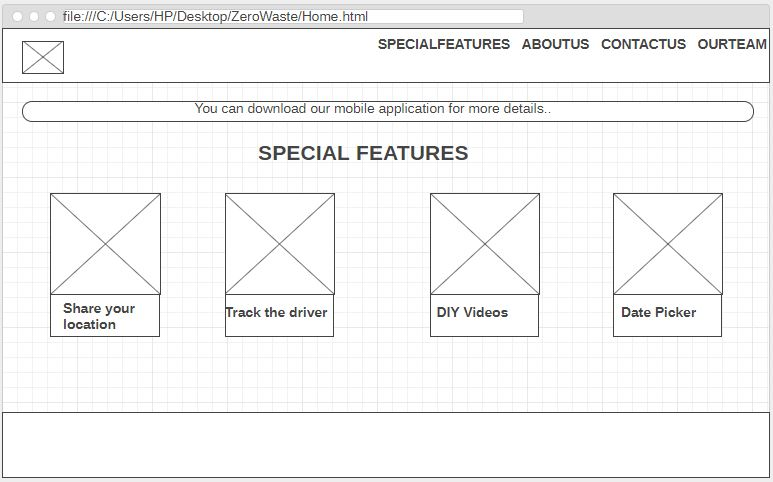 file:///C:/Users/HP/Desktop/ZeroWaste/Home.html
SPECIALFEATURES ABOUTUS CONTACTUS OURTEAM
You can download our mobile application for more details..
SPECIAL FEATURES
Share your
location
Track the driver
DIY Videos
Date Picker